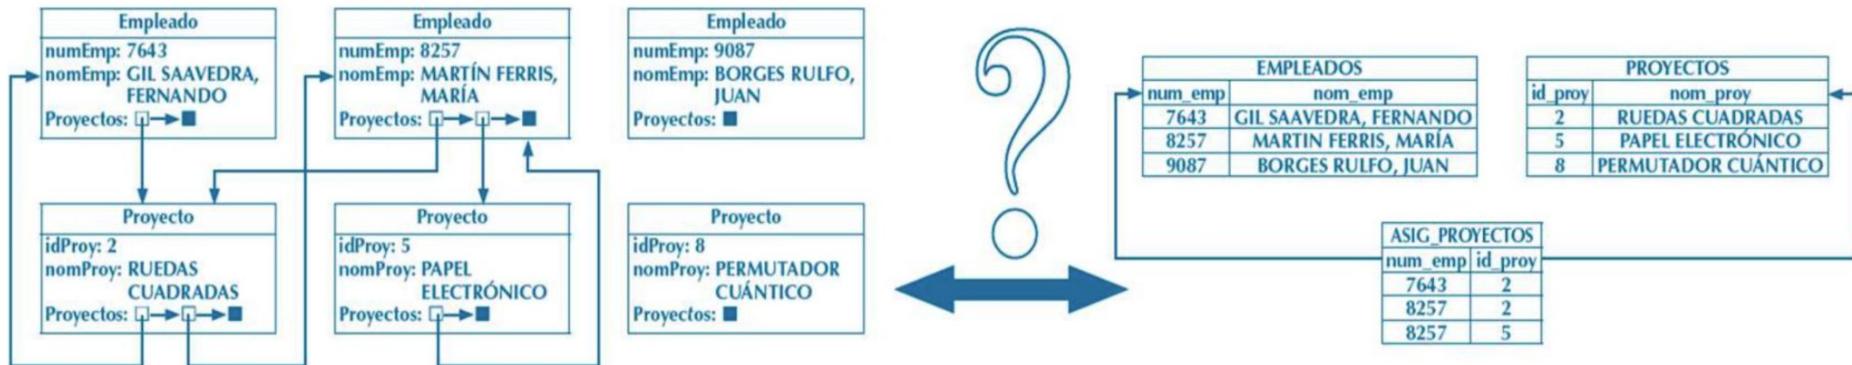 Empleado
numEmp: 7643
nomEmp: GIL SAAVEDRA,
FERNANDO
Proyectos:
Empleado
numEmp: 8257
nomEmp: MARTÍN FERRIS,
MARÍA
Proyectos:
Empleado
numEmp: 9087
nomEmp: BORGES RULFO,
JUAN
Proyectos:
Proyecto
idProy: 2
nomProy: RUEDAS
CUADRADAS
Proyectos:
Proyecto
idProy: 5
nomProy: PAPEL
ELECTRÓNICO
Proyectos:
Proyecto
idProy: 8
nomProy: PERMUTADOR
CUÁNTICO
Proyectos:
?
EMPLEADOS
num_emp nom_emp
7643 GIL SAAVEDRA, FERNANDO
8257 MARTIN FERRIS, MARÍA
9087 BORGES RULFO, JUAN
PROYECTOS
id_proy nom_proy
2 RUEDAS CUADRADAS
5 PAPEL ELECTRÓNICO
8 PERMUTADOR CUÁNTICO
ASIG_PROYECTOS
num_emp id_proy
7643 2
8257 2
8257 5